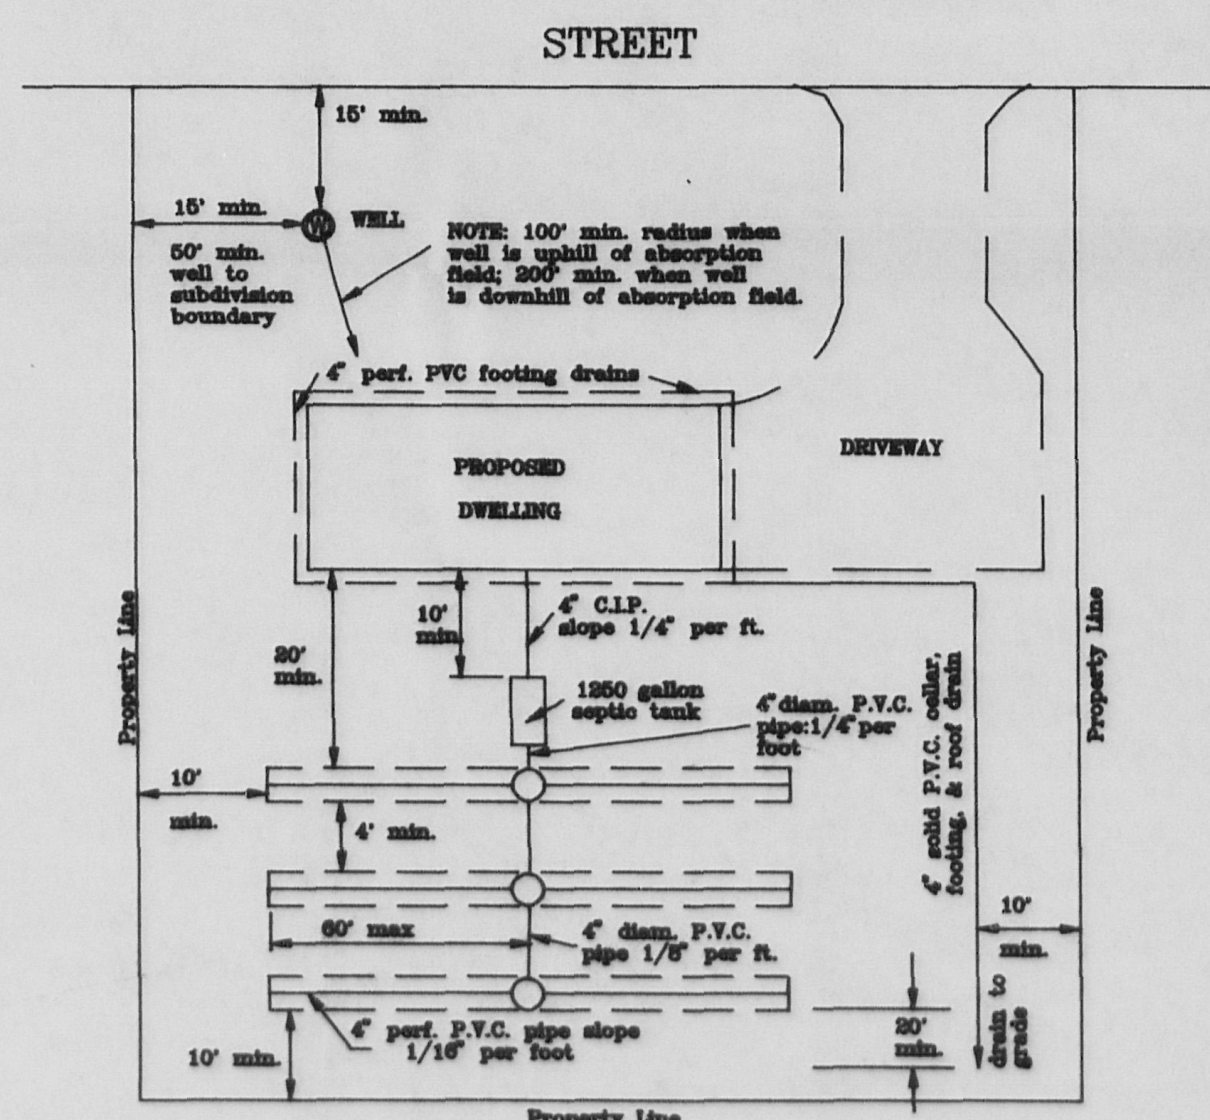 STREET
15' min.
15' min.
WELL
50' min.
well to
subdivision
boundary
NOTE: 100' min. radius when
well is uphill of absorption
field; 200' min. when well
is downhill of absorption field.
4" perf. PVC footing drains
PROPOSED
DWELLING
DRIVEWAY
Property Line
Property Line
20'
min.
10'
min.
4" C.I.P.
slope 1/4" per ft.
1250 gallon
septic tank
4" diam. P.V.C.
pipe:1/4" per
foot
4" solid P.V.C. cellar,
footing, & roof drain
10'
min.
4' min.
60' max
4" diam. P.V.C.
pipe 1/8" per ft.
10'
min.
4" perf. P.V.C. pipe slope
1/16" per foot
10' min.
20'
min.
drain to
grade
Property Line